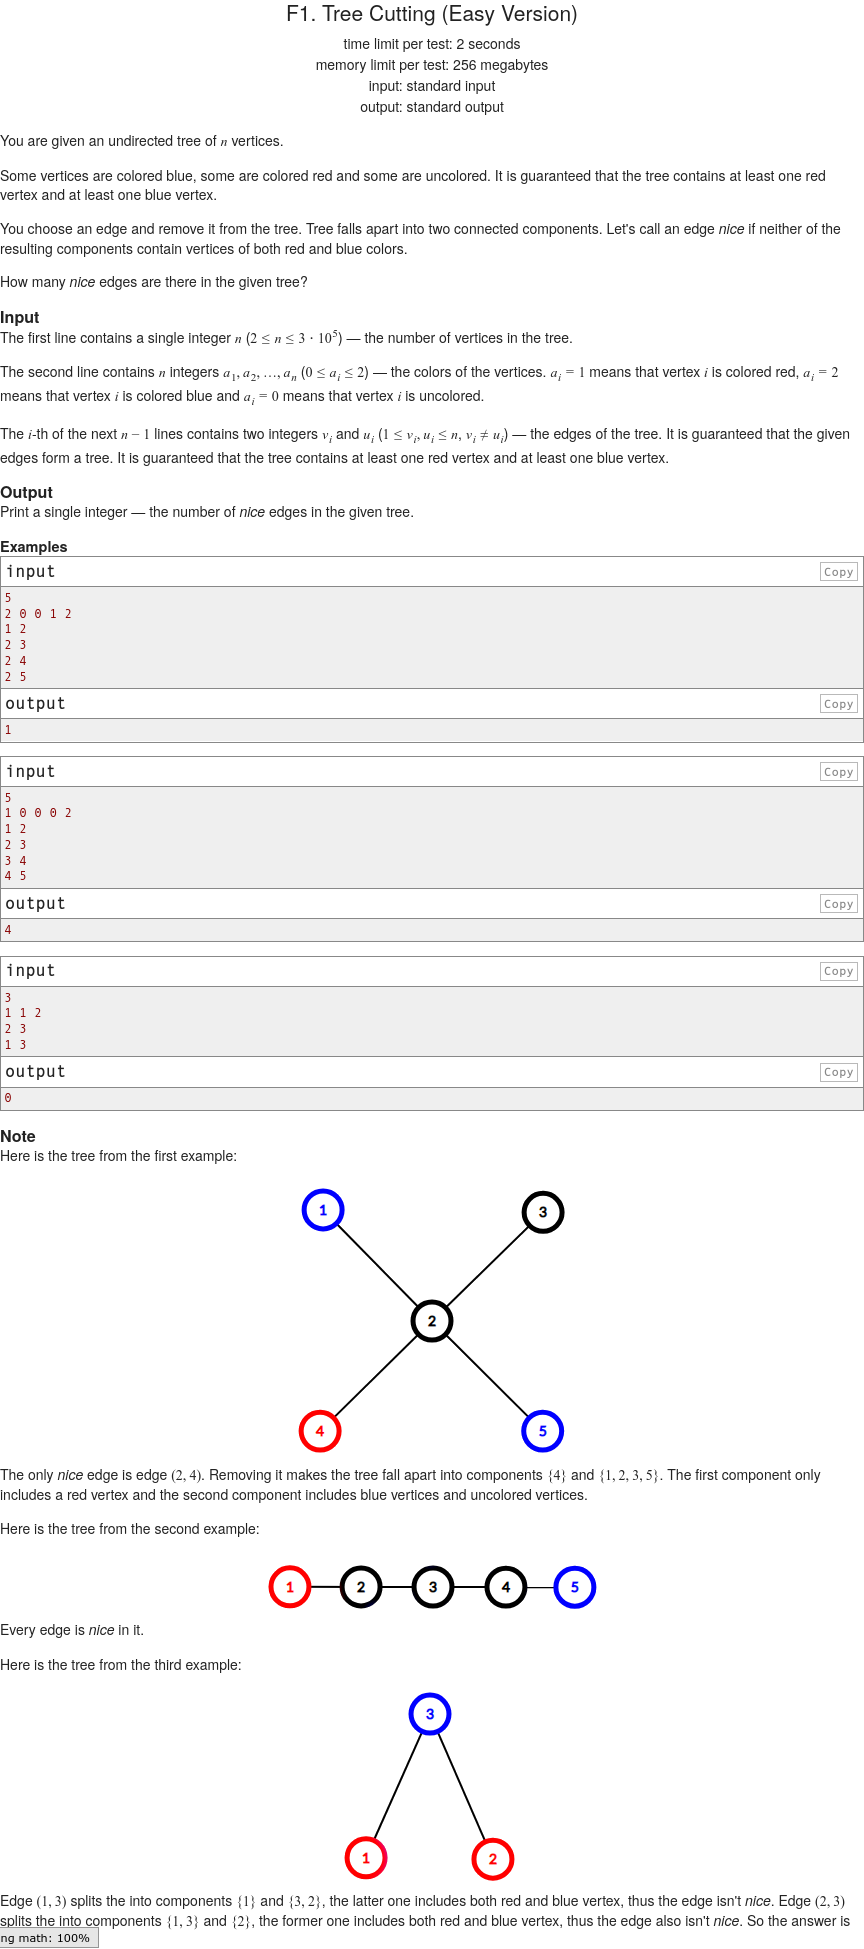 F1. Tree Cutting (Easy Version)
time limit per test: 2 seconds
memory limit per test: 256 megabytes
input: standard input
output: standard output
You are given an undirected tree of n vertices.
Some vertices are colored blue, some are colored red and some are uncolored. It is guaranteed that the tree contains at least one red
vertex and at least one blue vertex.
You choose an edge and remove it from the tree. Tree falls apart into two connected components. Let's call an edge nice if neither of the
resulting components contain vertices of both red and blue colors.
How many nice edges are there in the given tree?
Input
The first line contains a single integer n (2 ≤ n ≤ 3 · 10^5) — the number of vertices in the tree.
The second line contains n integers a_1, a_2, …, a_n (0 ≤ a_i ≤ 2) — the colors of the vertices. a_i = 1 means that vertex i is colored red, a_i = 2
means that vertex i is colored blue and a_i = 0 means that vertex i is uncolored.
The i-th of the next n − 1 lines contains two integers v_i and u_i (1 ≤ v_i, u_i ≤ n, v_i ≠ u_i) — the edges of the tree. It is guaranteed that the given
edges form a tree. It is guaranteed that the tree contains at least one red vertex and at least one blue vertex.
Output
Print a single integer — the number of nice edges in the given tree.
Examples
input Copy
5
2 0 0 1 2
1 2
2 3
2 4
2 5
output Copy
1
input Copy
5
1 0 0 0 2
1 2
2 3
3 4
4 5
output Copy
4
input Copy
3
1 1 2
2 3
1 3
output Copy
0
Note
Here is the tree from the first example:
1 3
2
4 5
The only nice edge is edge (2, 4). Removing it makes the tree fall apart into components {4} and {1, 2, 3, 5}. The first component only
includes a red vertex and the second component includes blue vertices and uncolored vertices.
Here is the tree from the second example:
1 2 3 4 5
Every edge is nice in it.
Here is the tree from the third example:
3
1 2
Edge (1, 3) splits the into components {1} and {3, 2}, the latter one includes both red and blue vertex, thus the edge isn't nice. Edge (2, 3)
splits the into components {1, 3} and {2}, the former one includes both red and blue vertex, thus the edge also isn't nice. So the answer is
ng math: 100%